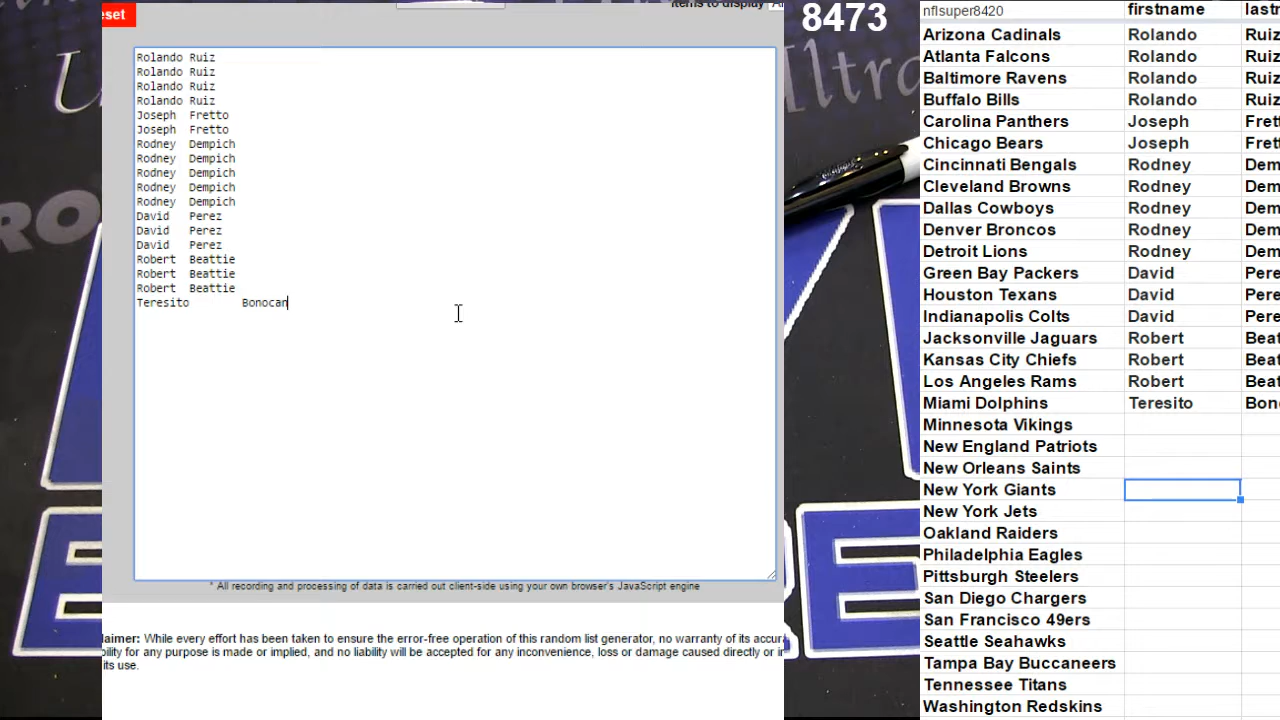 eset
Items to display
8473
Rolando Ruiz
Rolando Ruiz
Rolando Ruiz
Rolando Ruiz
Joseph Fretto
Joseph Fretto
Rodney Dempich
Rodney Dempich
Rodney Dempich
Rodney Dempich
Rodney Dempich
David Perez
David Perez
David Perez
Robert Beattie
Robert Beattie
Robert Beattie
Teresito Bonocan
* All recording and processing of data is carried out client-side using your own browser's JavaScript engine
laimer: While every effort has been taken to ensure the error-free operation of this random list generator, no warranty of its accur
bility for any purpose is made or implied, and no liability will be accepted for any inconvenience, loss or damage caused directly or in
its use.
nflsuper8420 firstname lastr
Arizona Cadinals Rolando Ruiz
Atlanta Falcons Rolando Ruiz
Baltimore Ravens Rolando Ruiz
Buffalo Bills Rolando Ruiz
Carolina Panthers Joseph Frett
Chicago Bears Joseph Frett
Cincinnati Bengals Rodney Dem
Cleveland Browns Rodney Dem
Dallas Cowboys Rodney Dem
Denver Broncos Rodney Dem
Detroit Lions Rodney Dem
Green Bay Packers David Pere
Houston Texans David Pere
Indianapolis Colts David Pere
Jacksonville Jaguars Robert Beat
Kansas City Chiefs Robert Beat
Los Angeles Rams Robert Beat
Miami Dolphins Teresito Bono
Minnesota Vikings
New England Patriots
New Orleans Saints
New York Giants
New York Jets
Oakland Raiders
Philadelphia Eagles
Pittsburgh Steelers
San Diego Chargers
San Francisco 49ers
Seattle Seahawks
Tampa Bay Buccaneers
Tennessee Titans
Washington Redskins